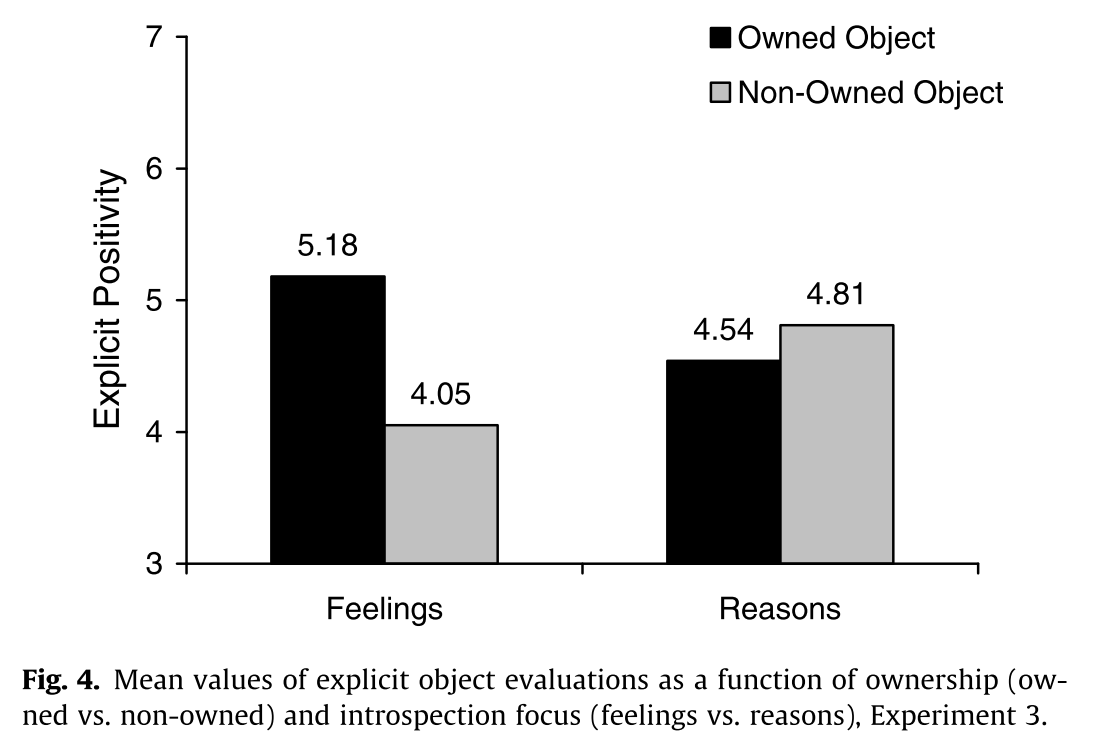 7
Owned Object
Non-Owned Object
6
5.18
5
4.81
4.54
4.05
4
3
Explicit Positivity
Feelings
Reasons
Fig. 4. Mean values of explicit object evaluations as a function of ownership (ow-
ned vs. non-owned) and introspection focus (feelings vs. reasons), Experiment 3.